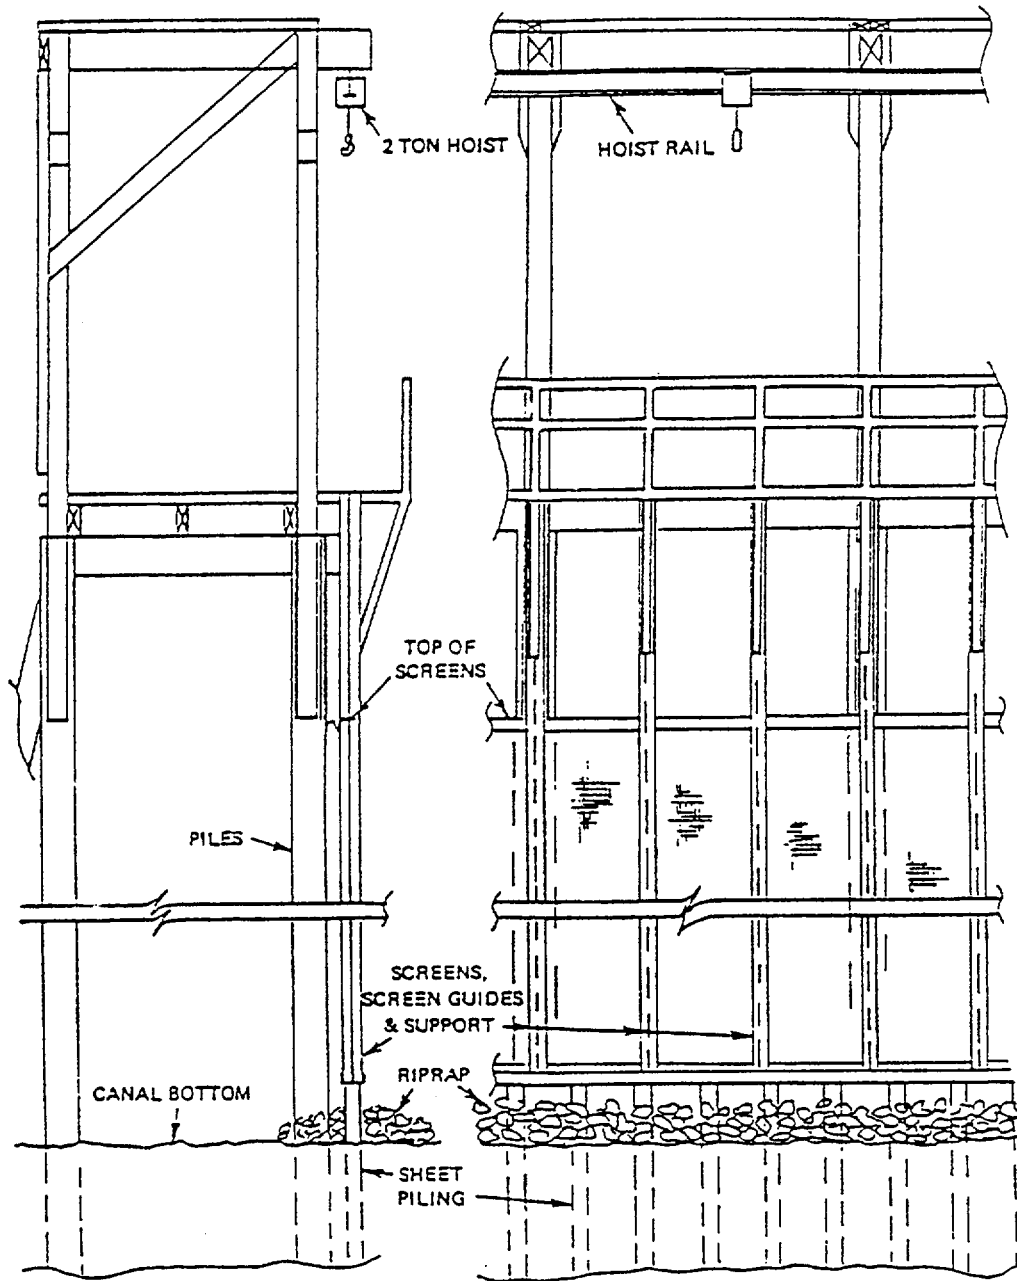 2 TON HOIST
HOIST RAIL
TOP OF
SCREENS
PILES
SCREENS,
SCREEN GUIDES
& SUPPORT
RIPRAP
CANAL BOTTOM
SHEET
PILING